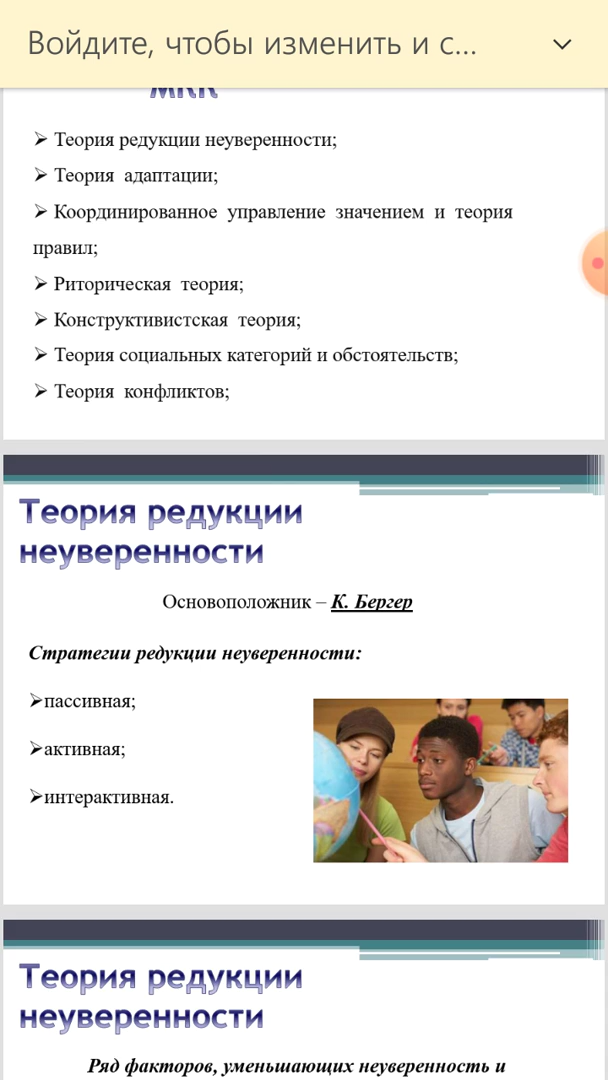 Войдите, чтобы изменить и с...
МКК
➢ Теория редукции неуверенности;
➢ Теория адаптации;
➢ Координированное управление значением и теория
правил;
➢ Риторическая теория;
➢ Конструктивистская теория;
➢ Теория социальных категорий и обстоятельств;
➢ Теория конфликтов;
Теория редукции
неуверенности
Основоположник – К. Бергер
Стратегии редукции неуверенности:
➢пассивная;
➢активная;
➢интерактивная.
Теория редукции
неуверенности
Ряд факторов, уменьшающих неуверенность и